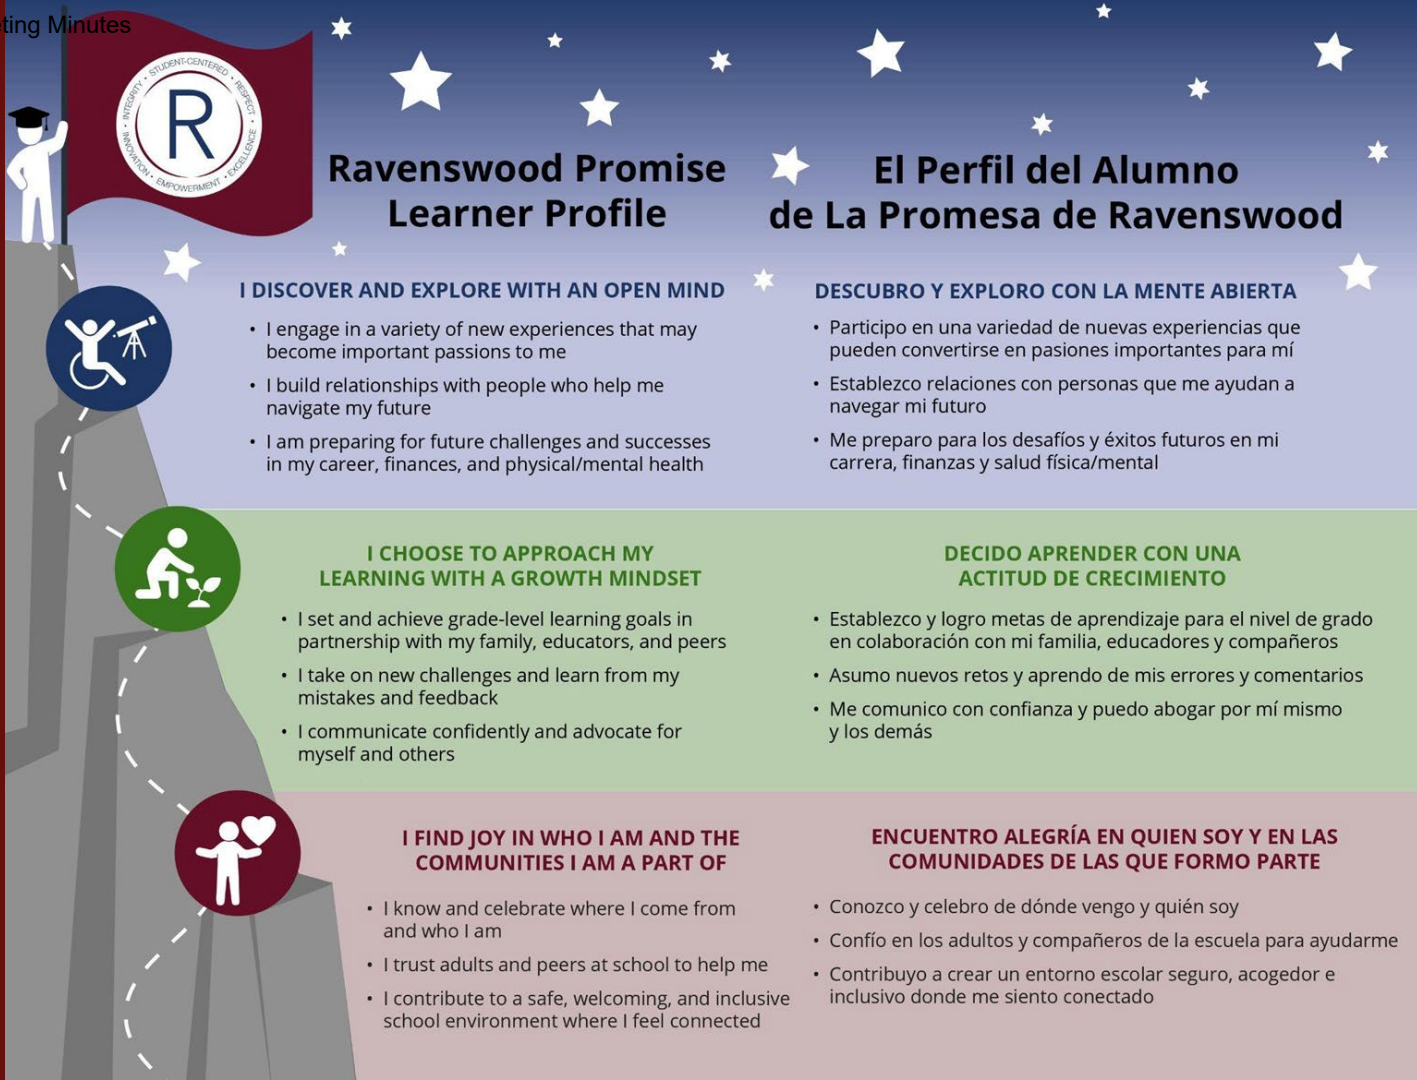 ting Minutes
INTEGRITY • STUDENT-CENTERED • RESPECT • EXCELLENCE • EMPOWERMENT • INNOVATION •
R
Ravenswood Promise
Learner Profile
El Perfil del Alumno
de La Promesa de Ravenswood
I DISCOVER AND EXPLORE WITH AN OPEN MIND
• I engage in a variety of new experiences that may
become important passions to me
• I build relationships with people who help me
navigate my future
• I am preparing for future challenges and successes
in my career, finances, and physical/mental health
DESCUBRO Y EXPLORO CON LA MENTE ABIERTA
• Participo en una variedad de nuevas experiencias que
pueden convertirse en pasiones importantes para mí
• Establezco relaciones con personas que me ayudan a
navegar mi futuro
• Me preparo para los desafíos y éxitos futuros en mi
carrera, finanzas y salud física/mental
I CHOOSE TO APPROACH MY
LEARNING WITH A GROWTH MINDSET
• I set and achieve grade-level learning goals in
partnership with my family, educators, and peers
• I take on new challenges and learn from my
mistakes and feedback
• I communicate confidently and advocate for
myself and others
DECIDO APRENDER CON UNA
ACTITUD DE CRECIMIENTO
• Establezco y logro metas de aprendizaje para el nivel de grado
en colaboración con mi familia, educadores y compañeros
• Asumo nuevos retos y aprendo de mis errores y comentarios
• Me comunico con confianza y puedo abogar por mí mismo
y los demás
I FIND JOY IN WHO I AM AND THE
COMMUNITIES I AM A PART OF
• I know and celebrate where I come from
and who I am
• I trust adults and peers at school to help me
• I contribute to a safe, welcoming, and inclusive
school environment where I feel connected
ENCUENTRO ALEGRÍA EN QUIEN SOY Y EN LAS
COMUNIDADES DE LAS QUE FORMO PARTE
• Conozco y celebro de dónde vengo y quién soy
• Confío en los adultos y compañeros de la escuela para ayudarme
• Contribuyo a crear un entorno escolar seguro, acogedor e
inclusivo donde me siento conectado